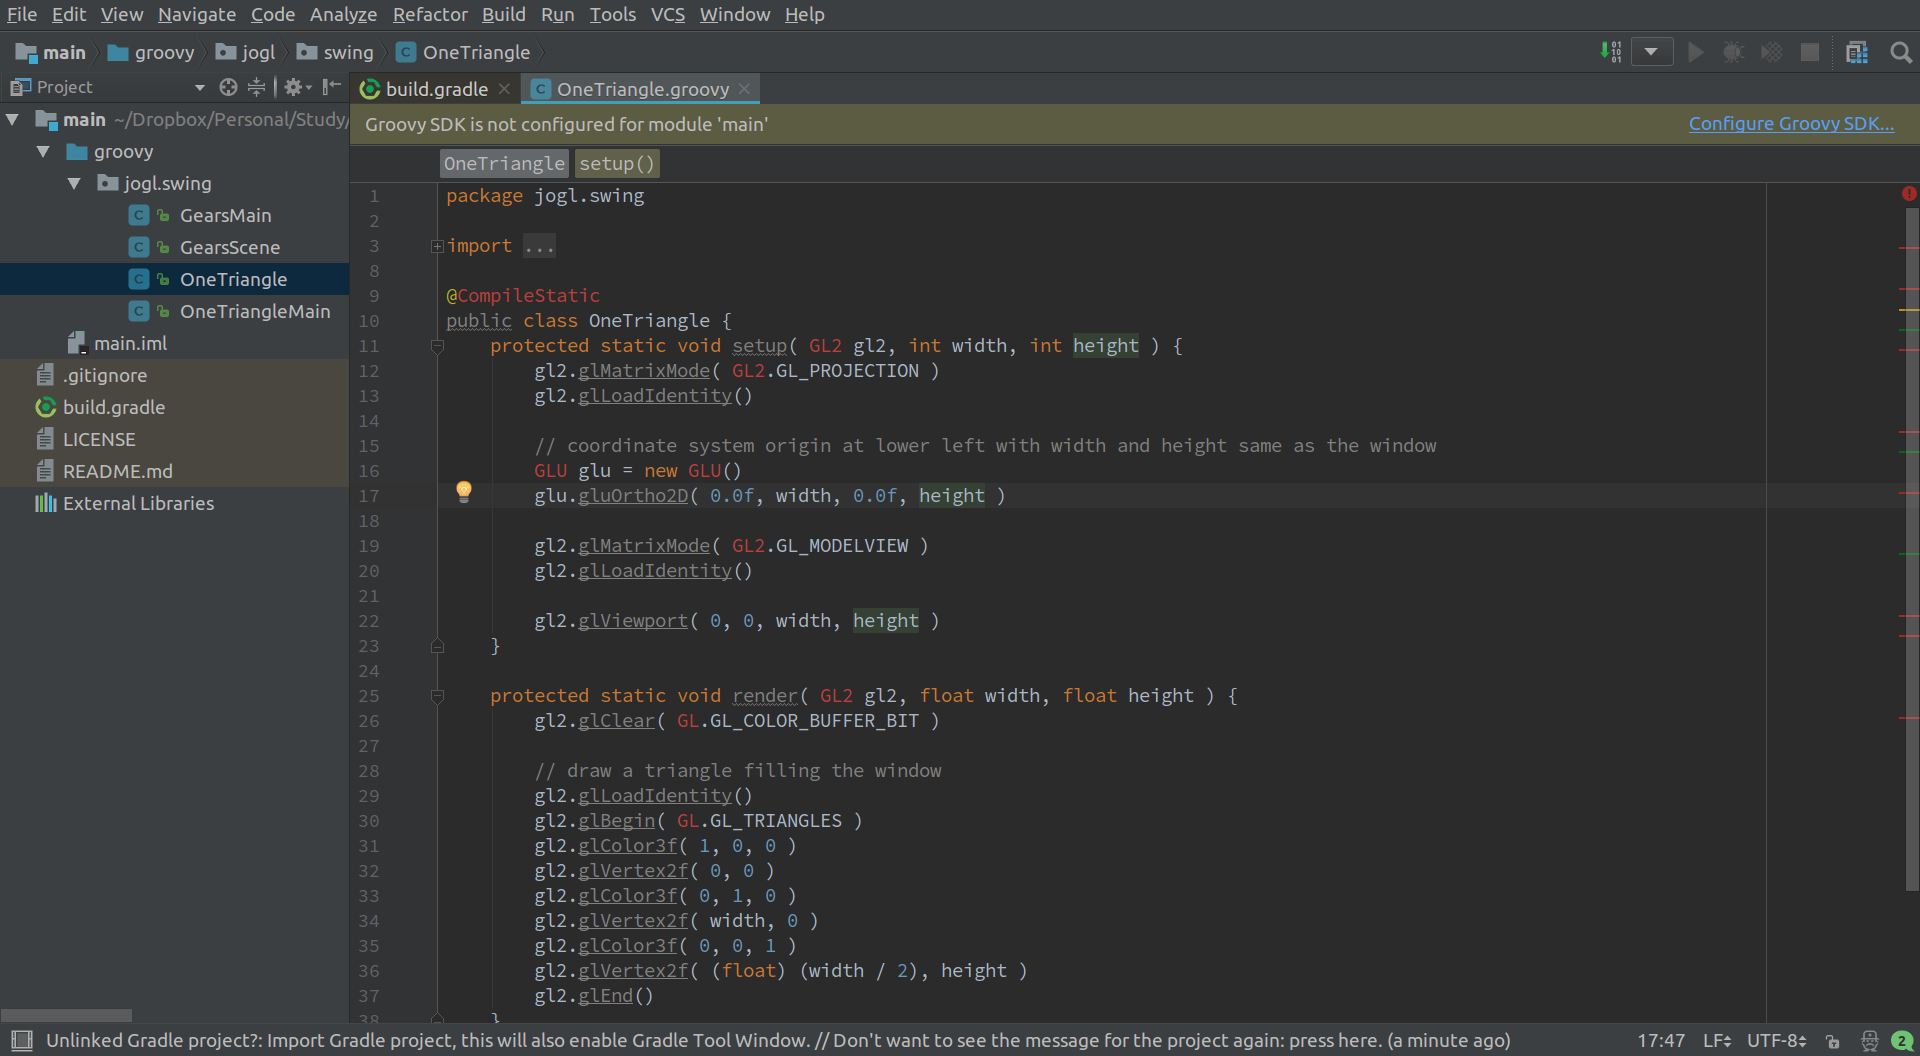 File Edit View Navigate Code Analyze Refactor Build Run Tools VCS Window Help
main groovy jogl swing OneTriangle
Project
build.gradle
OneTriangle.groovy
main ~/Dropbox/Personal/Study/
groovy
jogl.swing
GearsMain
GearsScene
OneTriangle
OneTriangleMain
main.iml
.gitignore
build.gradle
LICENSE
README.md
External Libraries
Groovy SDK is not configured for module 'main'
Configure Groovy SDK...
OneTriangle setup()
1 package jogl.swing
2
3 import ...
8
9 @CompileStatic
10 public class OneTriangle {
11 protected static void setup( GL2 gl2, int width, int height ) {
12 gl2.glMatrixMode( GL2.GL_PROJECTION )
13 gl2.glLoadIdentity()
14
15 // coordinate system origin at lower left with width and height same as the window
16 GLU glu = new GLU()
17 glu.gluOrtho2D( 0.0f, width, 0.0f, height )
18
19 gl2.glMatrixMode( GL2.GL_MODELVIEW )
20 gl2.glLoadIdentity()
21
22 gl2.glViewport( 0, 0, width, height )
23 }
24
25 protected static void render( GL2 gl2, float width, float height ) {
26 gl2.glClear( GL.GL_COLOR_BUFFER_BIT )
27
28 // draw a triangle filling the window
29 gl2.glLoadIdentity()
30 gl2.glBegin( GL.GL_TRIANGLES )
31 gl2.glColor3f( 1, 0, 0 )
32 gl2.glVertex2f( 0, 0 )
33 gl2.glColor3f( 0, 1, 0 )
34 gl2.glVertex2f( width, 0 )
35 gl2.glColor3f( 0, 0, 1 )
36 gl2.glVertex2f( (float) (width / 2), height )
37 gl2.glEnd()
38 }
Unlinked Gradle project?: Import Gradle project, this will also enable Gradle Tool Window. // Don't want to see the message for the project again: press here. (a minute ago)
17:47 LF UTF-8 2